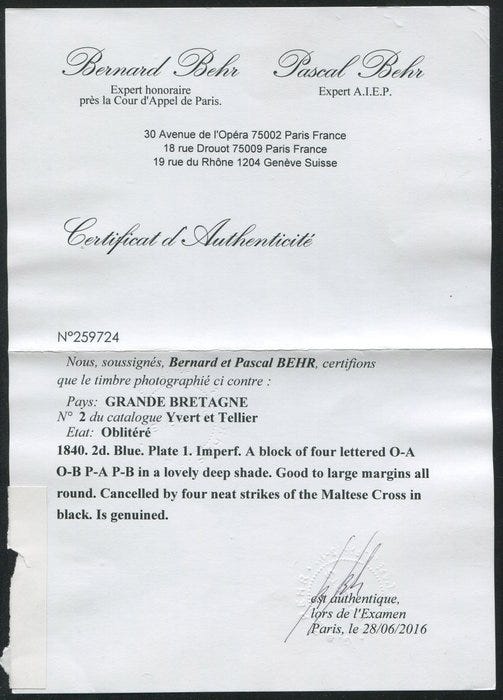 Bernard Behr Pascal Behr
Expert honoraire Expert A.I.E.P.
près la Cour d'Appel de Paris.
30 Avenue de l'Opéra 75002 Paris France
18 rue Drouot 75009 Paris France
19 rue du Rhône 1204 Genève Suisse
Certificat d'Authenticité
N°259724
Nous, soussignés, Bernard et Pascal BEHR, certifions
que le timbre photographié ci contre :
Pays: GRANDE BRETAGNE
N° 2 du catalogue Yvert et Tellier
Etat: Oblitéré
1840. 2d. Blue. Plate 1. Imperf. A block of four lettered O-A
O-B P-A P-B in a lovely deep shade. Good to large margins all
round. Cancelled by four neat strikes of the Maltese Cross in
black. Is genuined.
est authentique,
lors de l'Examen
Paris, le 28/06/2016